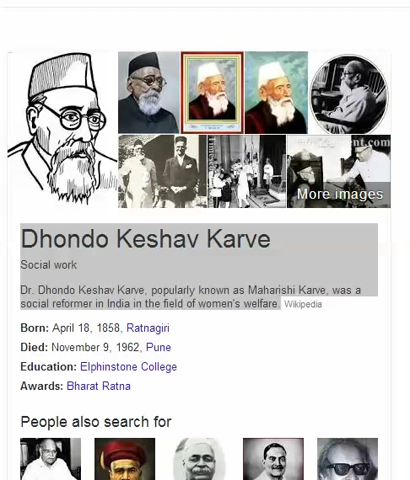 ent.com
More images
Dhondo Keshav Karve
Social work
Dr. Dhondo Keshav Karve, popularly known as Maharishi Karve, was a
social reformer in India in the field of women's welfare. Wikipedia
Born: April 18, 1858, Ratnagiri
Died: November 9, 1962, Pune
Education: Elphinstone College
Awards: Bharat Ratna
People also search for